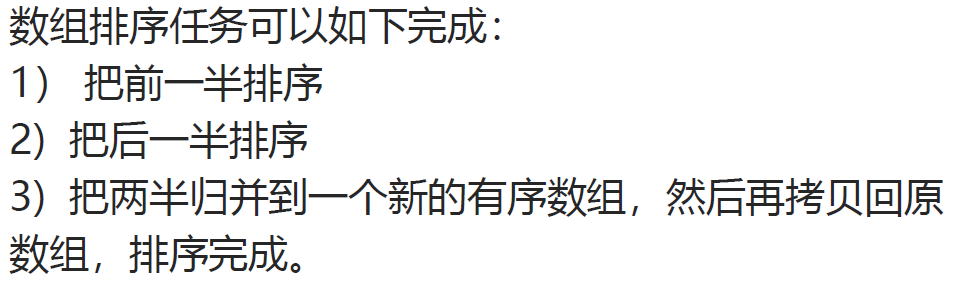 数组排序任务可以如下完成：
1） 把前一半排序
2）把后一半排序
3）把两半归并到一个新的有序数组，然后再拷贝回原
数组，排序完成。